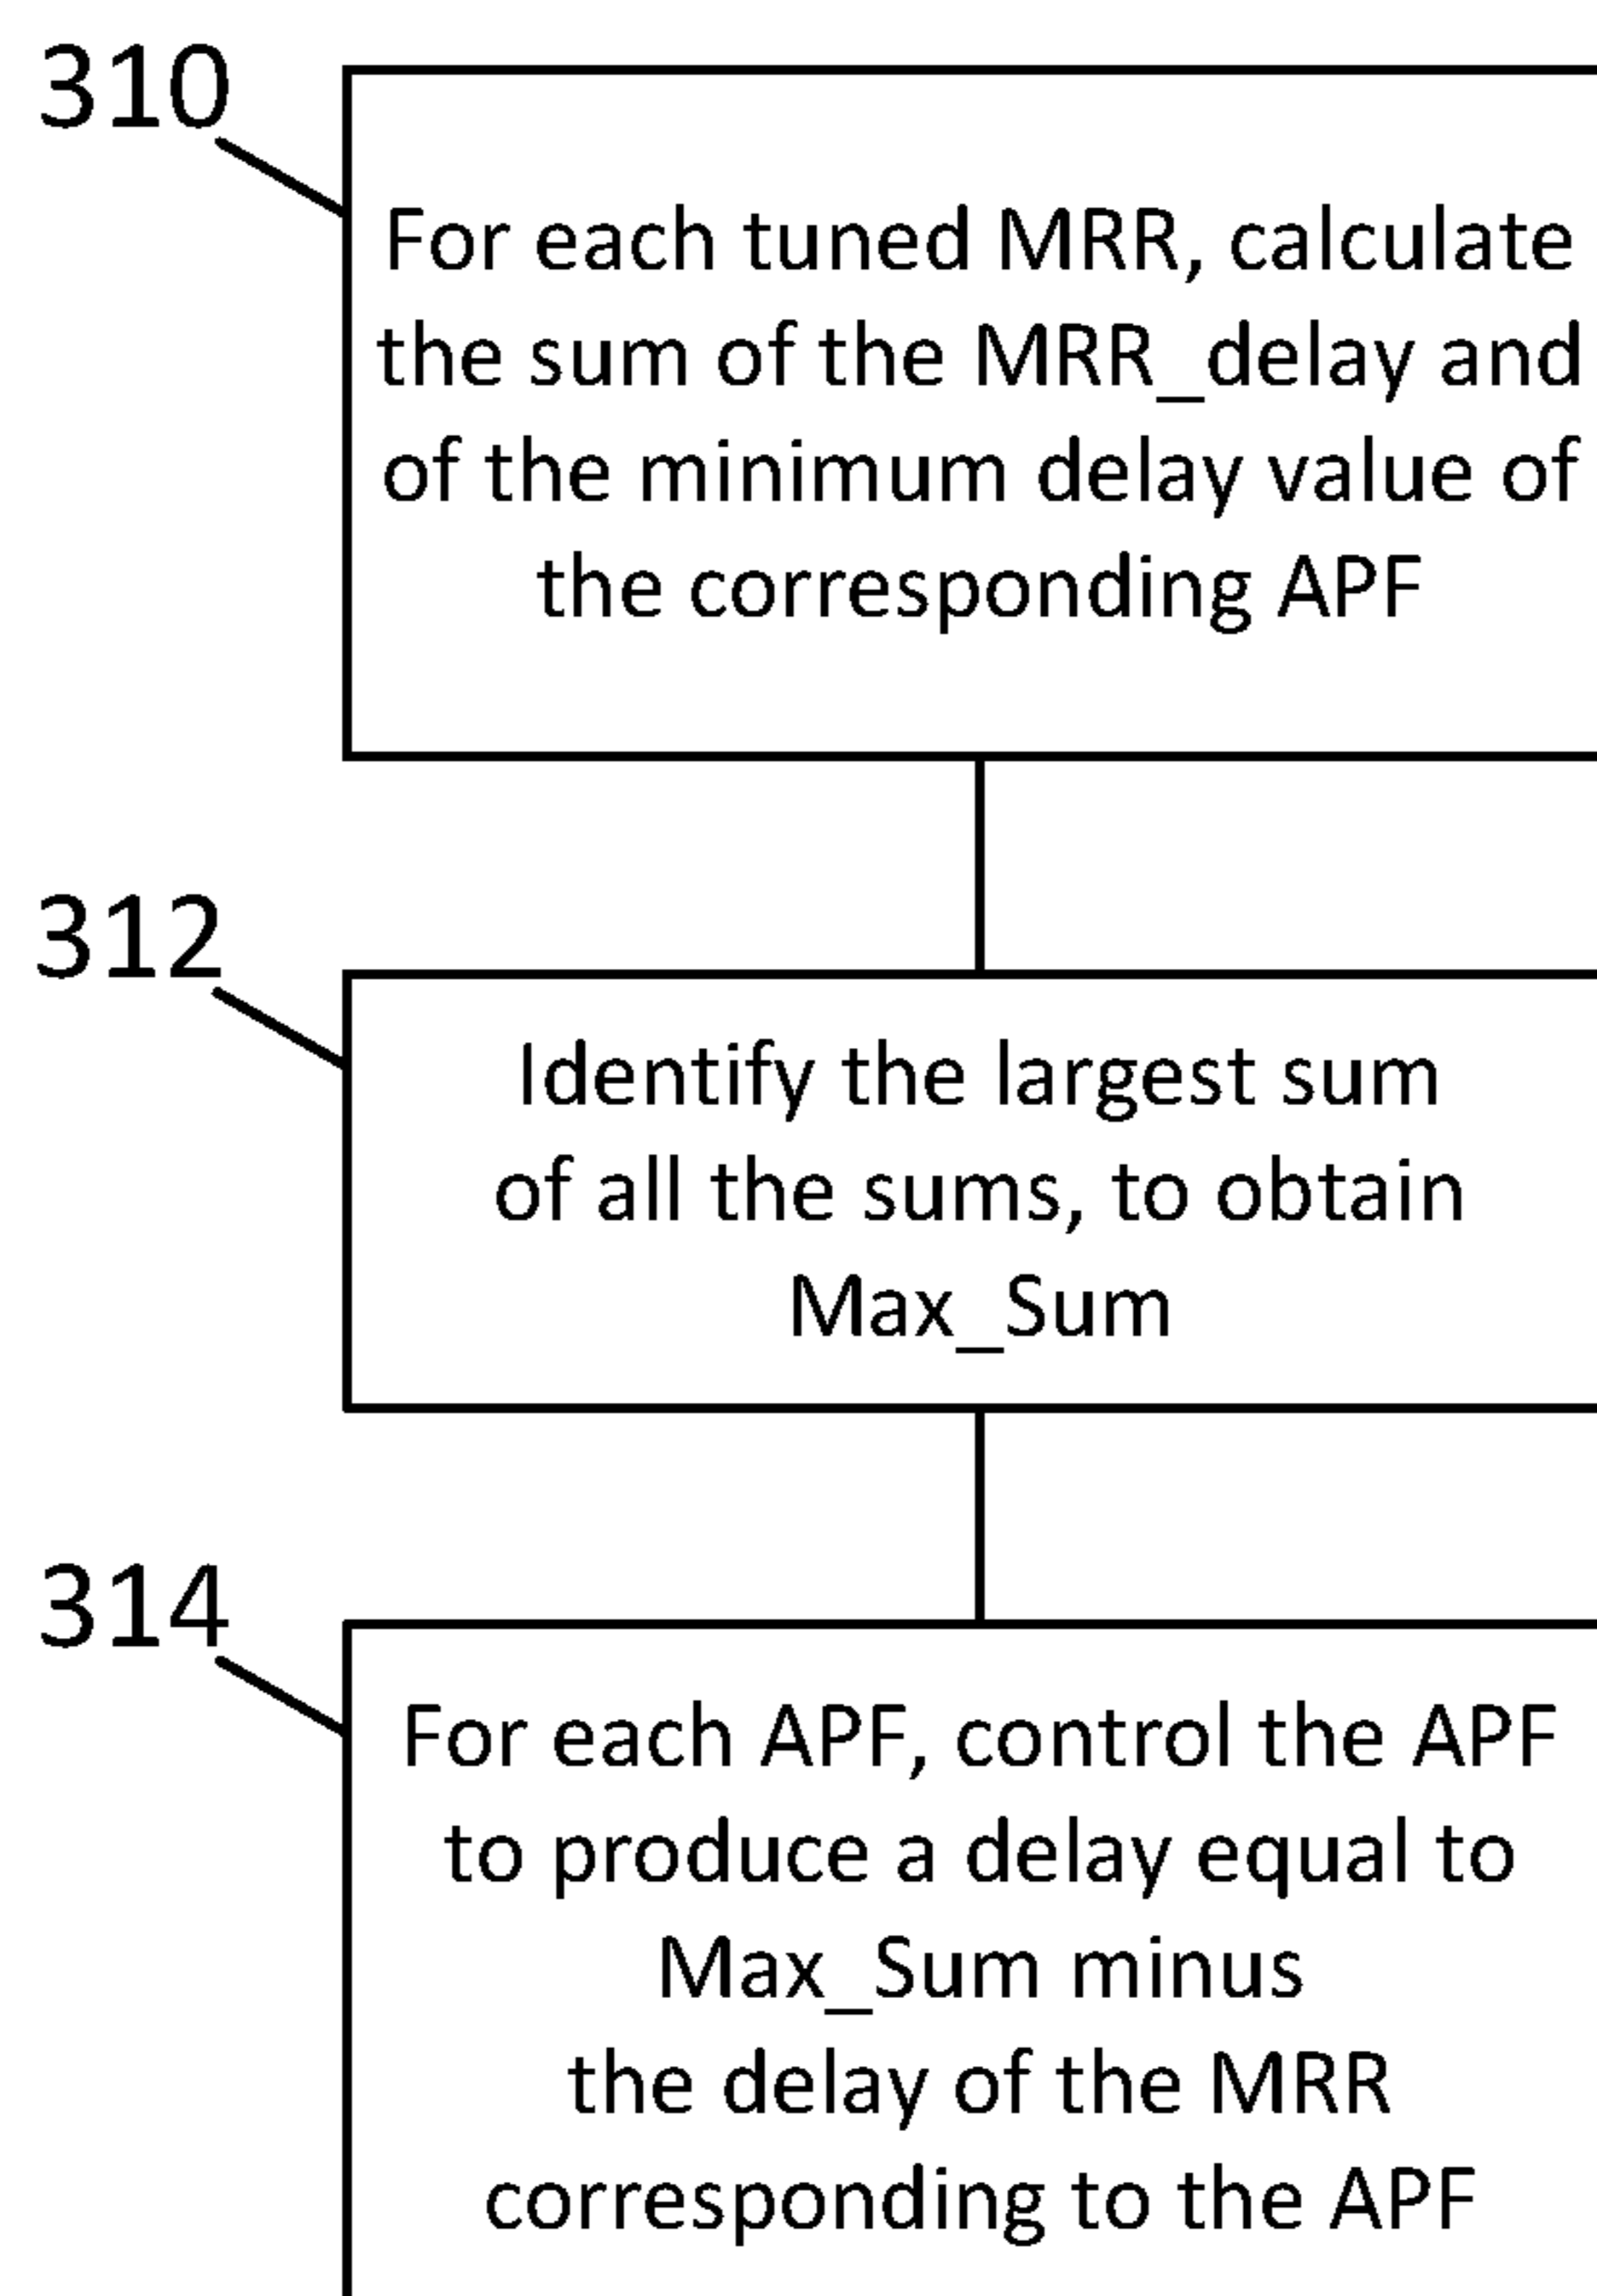 310
For each tuned MRR, calculate
the sum of the MRR_delay and
of the minimum delay value of
the corresponding APF
312
Identify the largest sum
of all the sums, to obtain
Max_Sum
314
For each APF, control the APF
to produce a delay equal to
Max_Sum minus
the delay of the MRR
corresponding to the APF